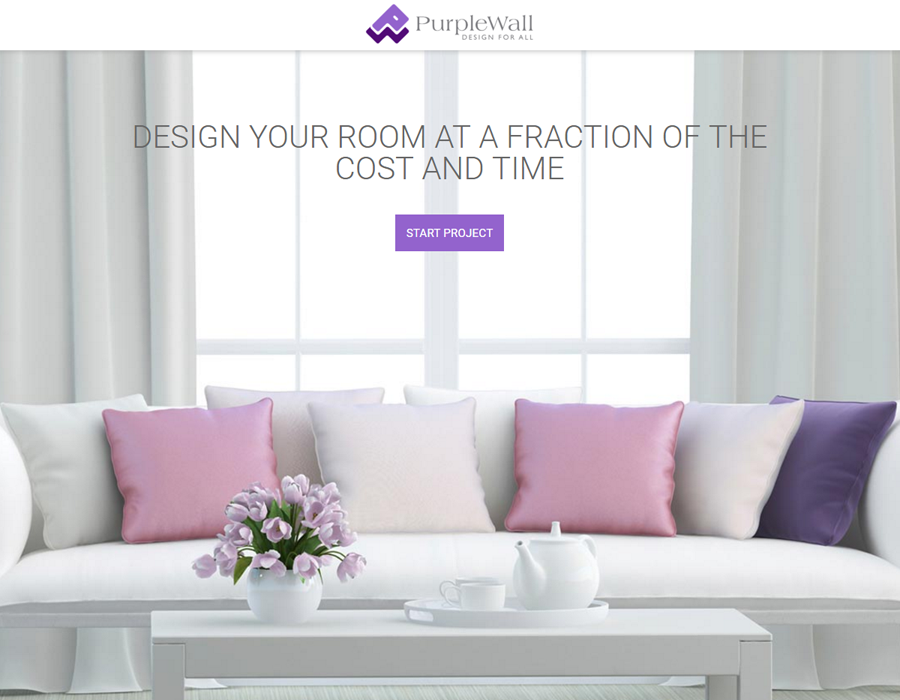 PurpleWall
DESIGN FOR ALL
DESIGN YOUR ROOM AT A FRACTION OF THE
COST AND TIME
START PROJECT